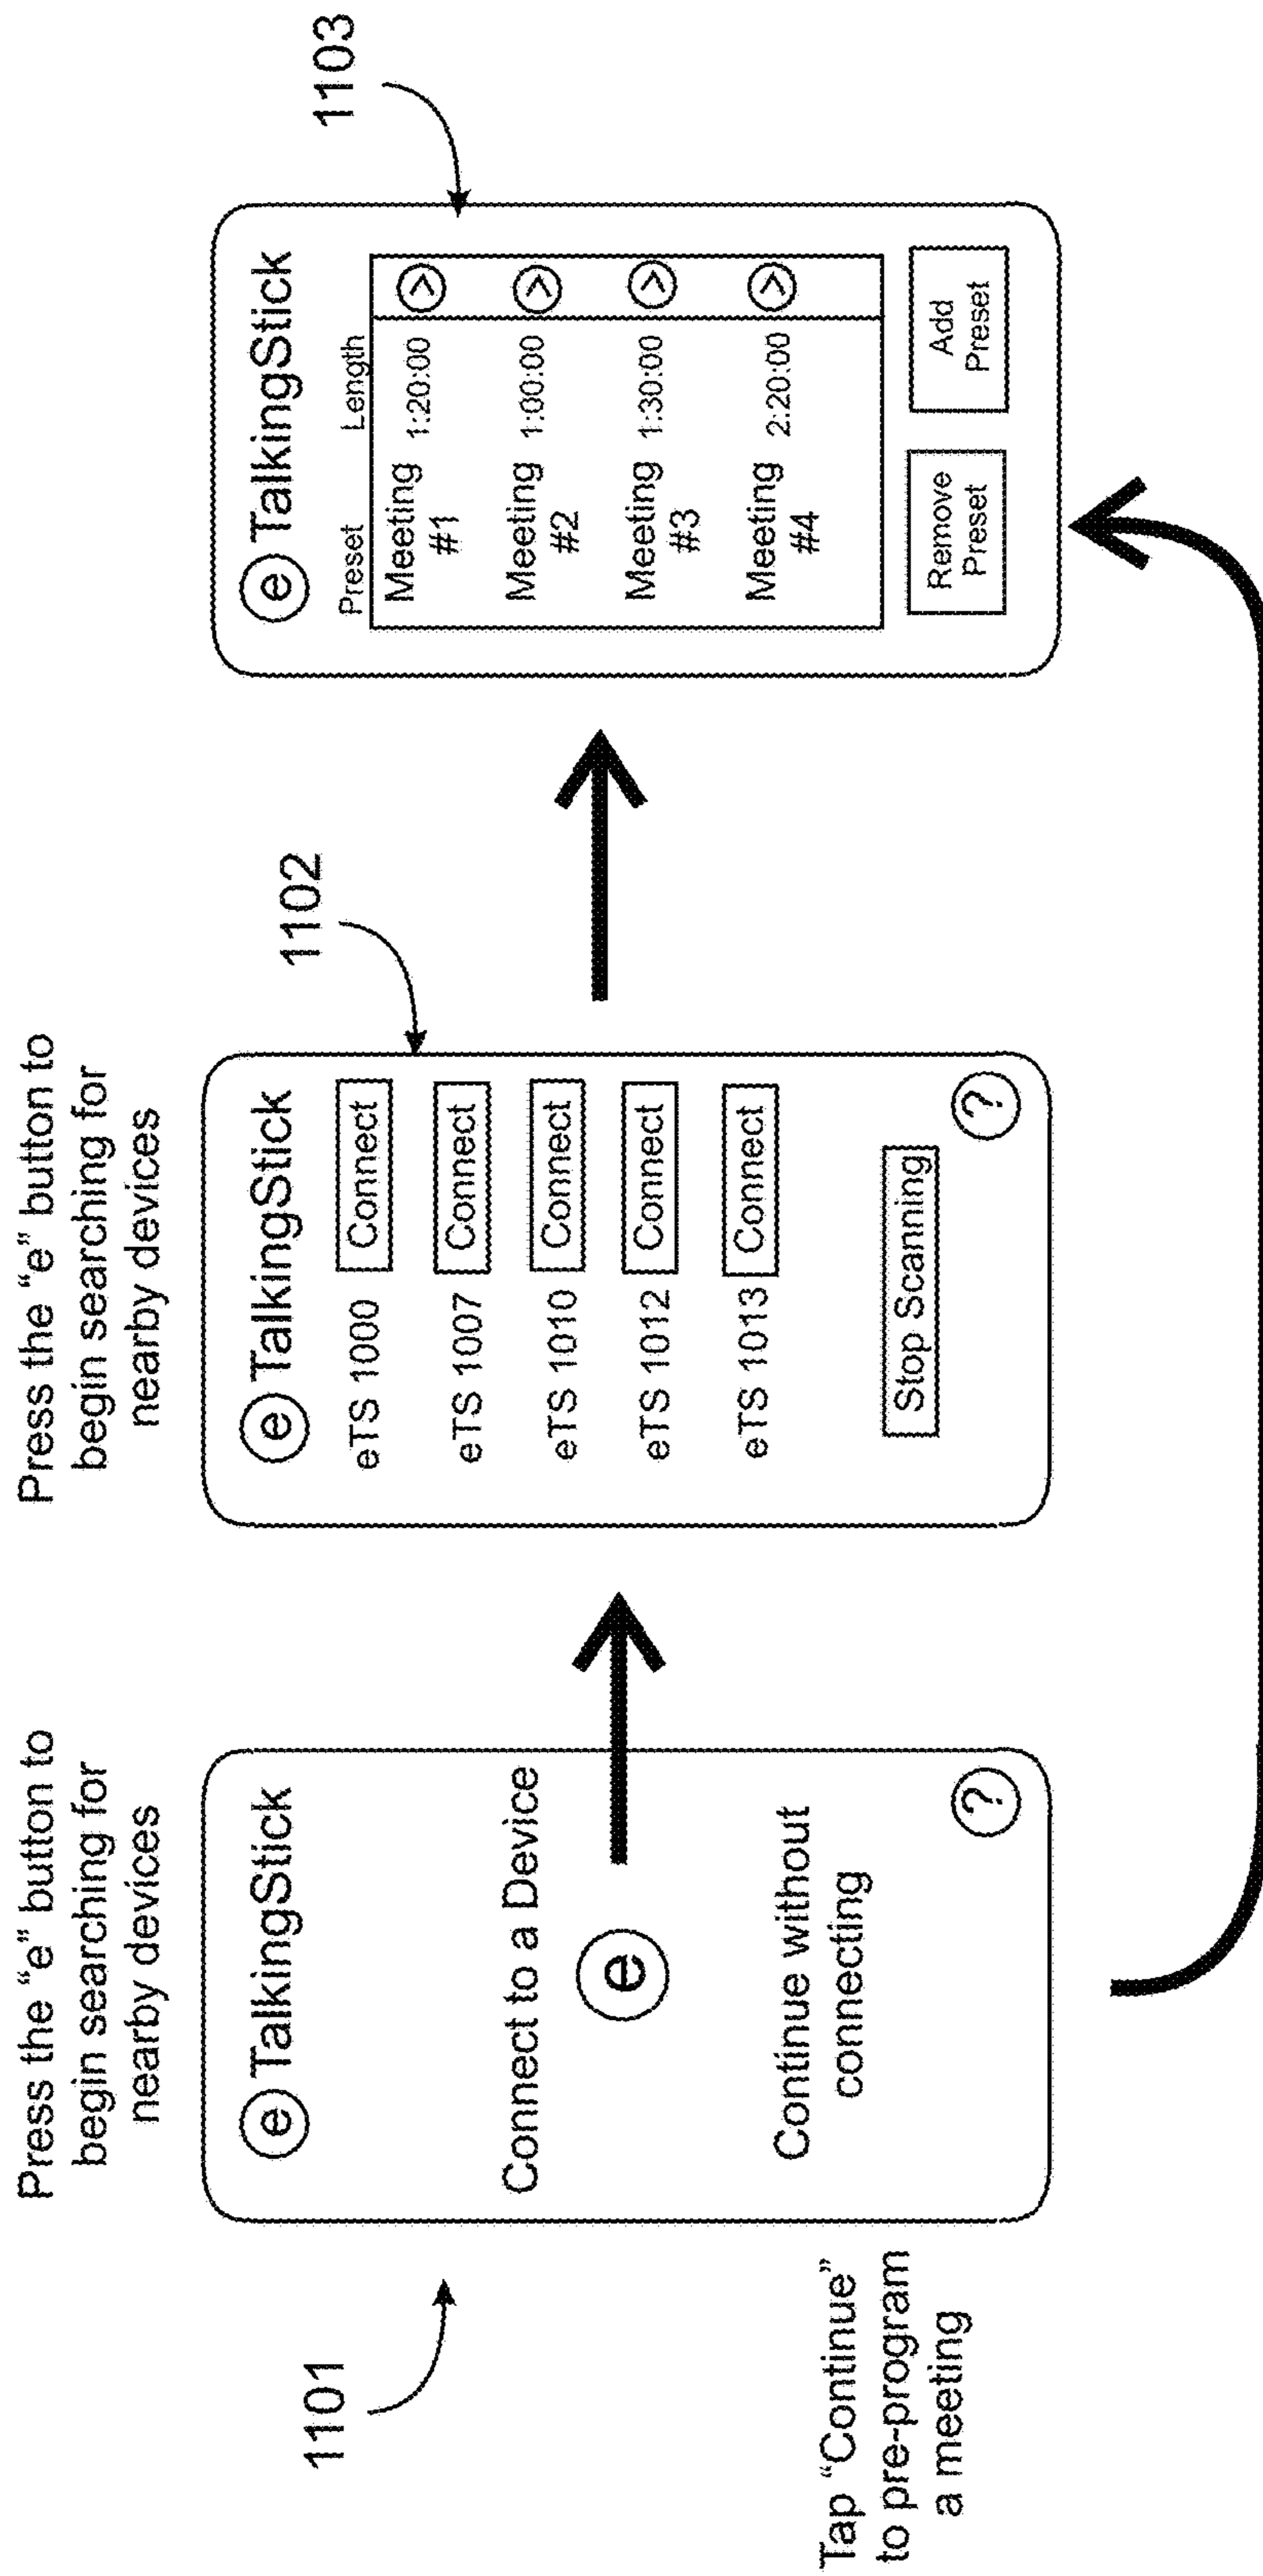 Press the “e” button to
begin searching for
nearby devices
1101
e TalkingStick
Connect to a Device
e
Continue without
connecting
?
Tap “Continue”
to pre-program
a meeting
Press the “e” button to
begin searching for
nearby devices
1102
e TalkingStick
eTS 1000 Connect
eTS 1007 Connect
eTS 1010 Connect
eTS 1012 Connect
eTS 1013 Connect
Stop Scanning
?
1103
e TalkingStick
Preset Length
Meeting 1:20:00
#1
Meeting 1:00:00
#2
Meeting 1:30:00
#3
Meeting 2:20:00
#4
Remove
Preset
Add
Preset